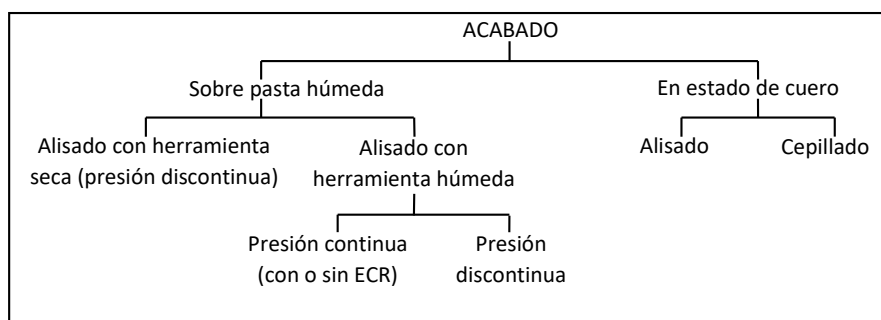 ACABADO
Sobre pasta húmeda
En estado de cuero
Alisado con herramienta
seca (presión discontinua)
Alisado con
herramienta húmeda
Alisado
Cepillado
Presión continua
(con o sin ECR)
Presión
discontinua